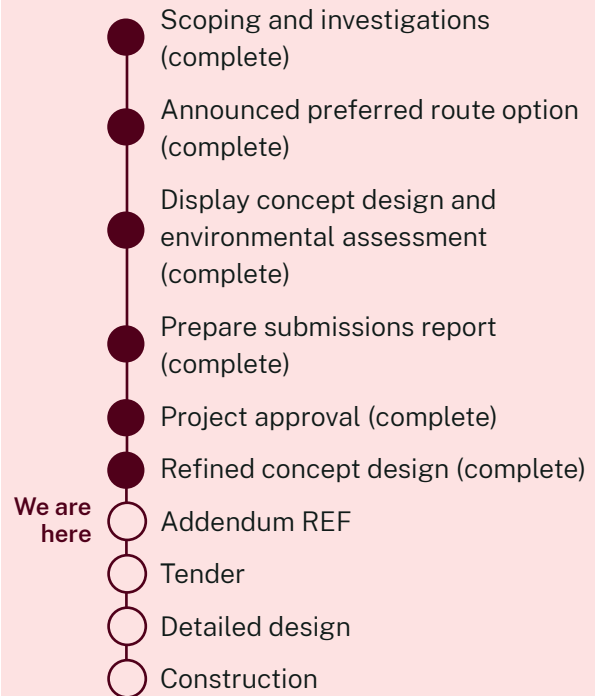 Scoping and investigations
(complete)
Announced preferred route option
(complete)
Display concept design and
environmental assessment
(complete)
Prepare submissions report
(complete)
Project approval (complete)
Refined concept design (complete)
We are
here
Addendum REF
Tender
Detailed design
Construction